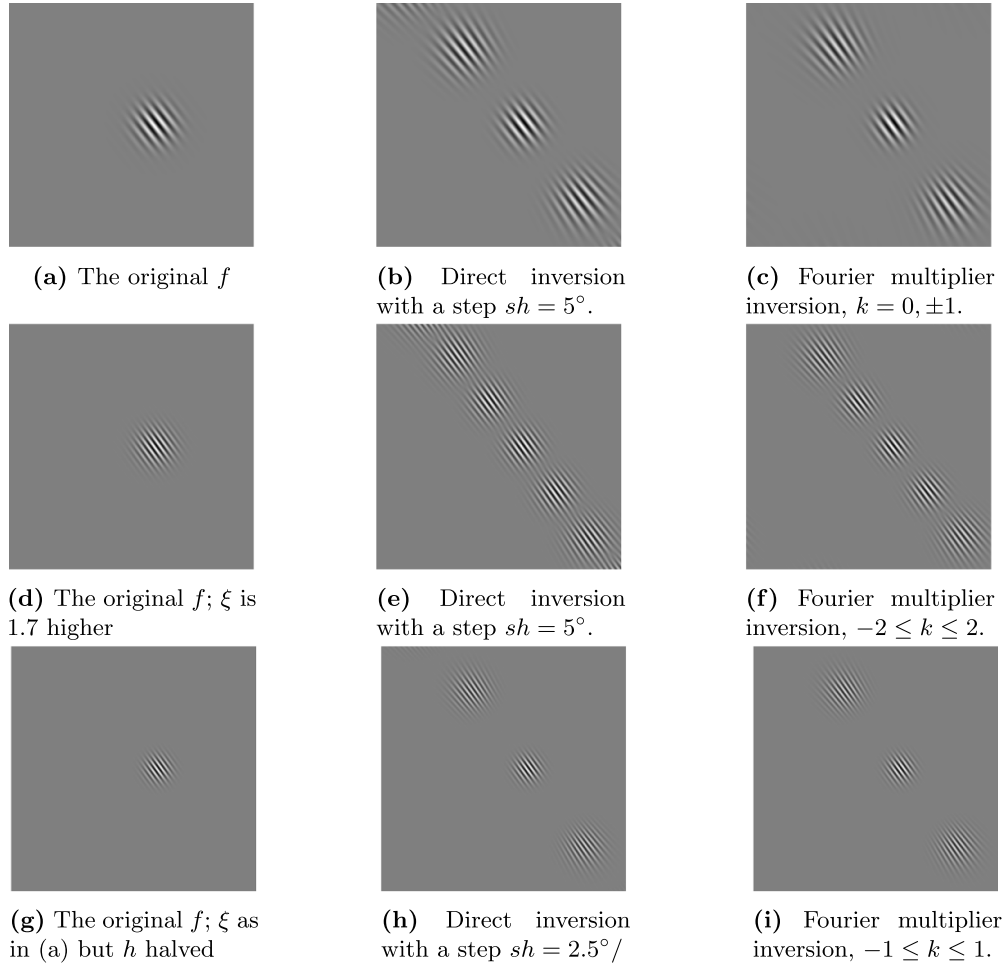 (a) The original f
(b) Direct inversion
with a step sh = 5°.
(c) Fourier multiplier
inversion, k = 0, ±1.
(d) The original f; ξ is
1.7 higher
(e) Direct inversion
with a step sh = 5°.
(f) Fourier multiplier
inversion, −2 ≤ k ≤ 2.
(g) The original f; ξ as
in (a) but h halved
(h) Direct inversion
with a step sh = 2.5°/
(i) Fourier multiplier
inversion, −1 ≤ k ≤ 1.